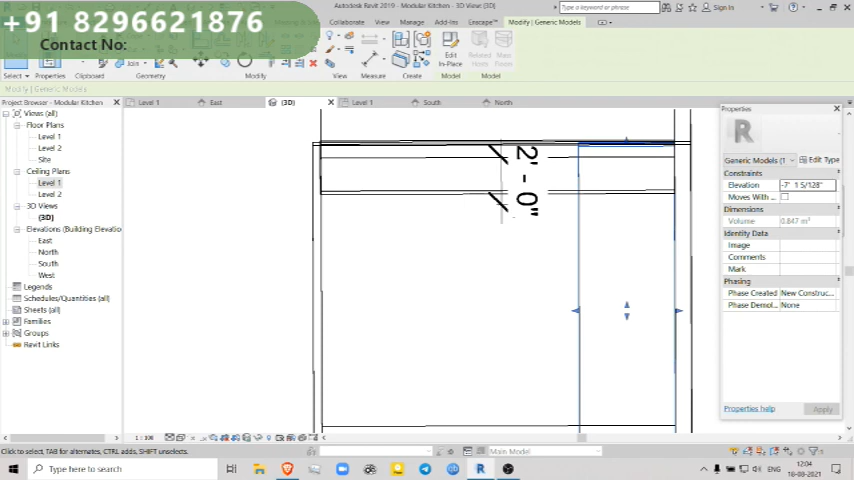 +91 8296621876
Contact No:
Autodesk Revit 2019 - Modular Kitchen - 3D View: {3D}
Type a keyword or phrase
Sign In
Collaborate View Manage Add-Ins Enscape™ Modify | Generic Models
Join
Edit
In-Place
Related
Hosts
Select Properties Clipboard Geometry Modify View Measure Create Model Model
Modify | Generic Models
Project Browser - Modular Kitchen
Level 1 East {3D} Level 1 South North
Views (all)
Floor Plans
Level 1
Level 2
Site
Ceiling Plans
Level 1
Level 2
3D Views
{3D}
Elevations (Building Elevatio
East
North
South
West
Legends
Schedules/Quantities (all)
Sheets (all)
Families
Groups
Revit Links
2' - 0"
Properties
R
Generic Models (1 Edit Type
Constraints
Elevation -7' 1 5/128"
Moves With ...
Dimensions
Volume 0.847 m³
Identity Data
Image
Comments
Mark
Phasing
Phase Created New Construc...
Phase Demol... None
Properties help Apply
1 : 100
Click to select, TAB for alternates, CTRL adds, SHIFT unselects.
Main Model
Type here to search
R
ENG
12:04
18-08-2021